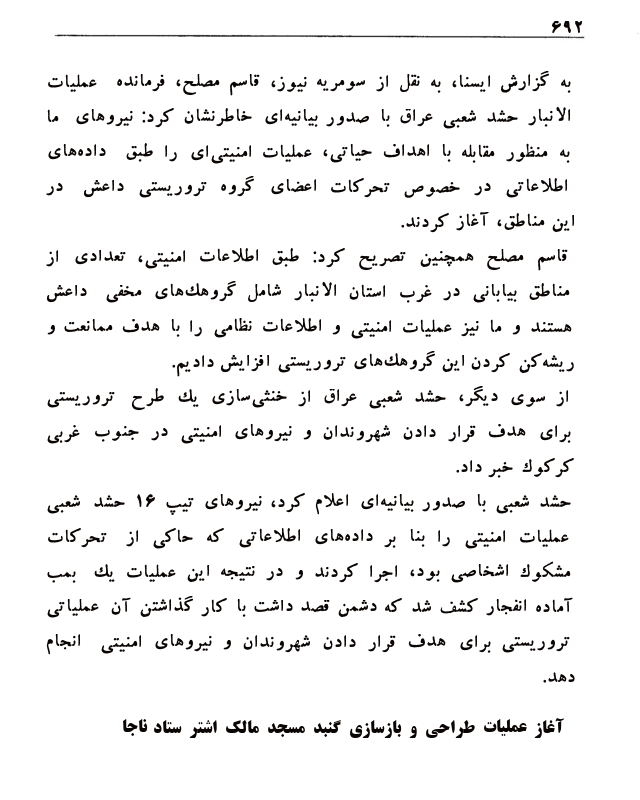 ۶۹۲
به گزارش ایسنا، به نقل از سومریه نیوز، قاسم مصلح، فرمانده عملیات
الانبار حشد شعبی عراق با صدور بیانیه‌ای خاطرنشان کرد: نیروهای ما
به منظور مقابله با اهداف حیاتی، عملیات امنیتی‌ای را طبق داده‌های
اطلاعاتی در خصوص تحرکات اعضای گروه تروریستی داعش در
این مناطق، آغاز کردند.
قاسم مصلح همچنین تصریح کرد: طبق اطلاعات امنیتی، تعدادی از
مناطق بیابانی در غرب استان الانبار شامل گروهك‌های مخفی داعش
هستند و ما نیز عملیات امنیتی و اطلاعات نظامی را با هدف ممانعت و
ریشه‌کن کردن این گروهك‌های تروریستی افزایش دادیم.
از سوی دیگر، حشد شعبی عراق از خنثی‌سازی یك طرح تروریستی
برای هدف قرار دادن شهروندان و نیروهای امنیتی در جنوب غربی
کرکوك خبر داد.
حشد شعبی با صدور بیانیه‌ای اعلام کرد، نیروهای تیپ ۱۶ حشد شعبی
عملیات امنیتی را بنا بر داده‌های اطلاعاتی که حاکی از تحرکات
مشکوك اشخاصی بود، اجرا کردند و در نتیجه این عملیات یك بمب
آماده انفجار کشف شد که دشمن قصد داشت با کار گذاشتن آن عملیاتی
تروریستی برای هدف قرار دادن شهروندان و نیروهای امنیتی انجام
دهد.
آغاز عملیات طراحی و بازسازی گنبد مسجد مالک اشتر ستاد ناجا